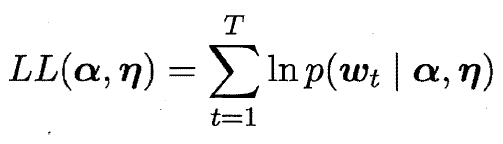 LL(α, η) = ∑_{t=1}^{T} ln p(w_t | α, η)